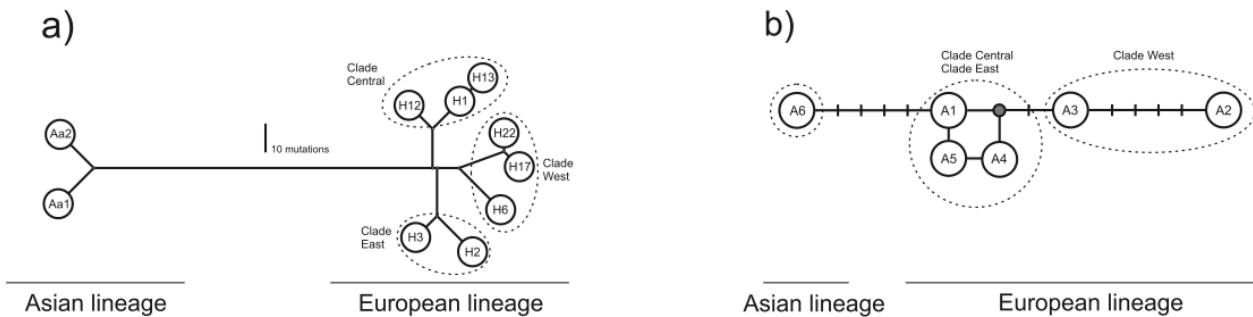 a)
Clade
Central
H13
H12
H1
H22
Aa2
10 mutations
H17
Clade
West
Aa1
H6
Clade
East
H3
H2
Asian lineage
European lineage
b)
Clade Central
Clade East
Clade West
A6
A1
A3
A2
A5
A4
Asian lineage
European lineage